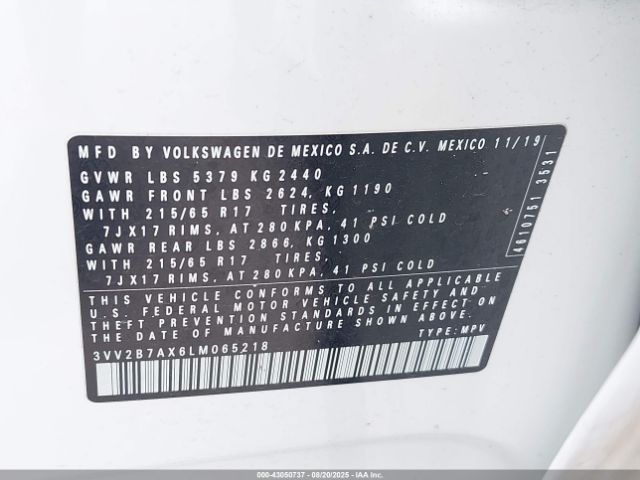 MFD BY VOLKSWAGEN DE MEXICO S.A. DE C.V. MEXICO 11/19
GVWR LBS 5379 KG 2440
GAWR FRONT LBS 2624, KG 1190
WITH 215/65 R17 TIRES,
7JX17 RIMS, AT 280 KPA, 41 PSI COLD
GAWR REAR LBS 2866, KG 1300
WITH 215/65 R17 TIRES,
7JX17 RIMS, AT 280 KPA, 41 PSI COLD
THIS VEHICLE CONFORMS TO ALL APPLICABLE
U.S. FEDERAL MOTOR VEHICLE SAFETY AND
THEFT PREVENTION STANDARDS IN EFFECT ON
THE DATE OF MANUFACTURE SHOWN ABOVE.
3VV2B7AX6LM065218 TYPE: MPV
4610751 3531
000-43050737 - 08/20/2025 - IAAI.com